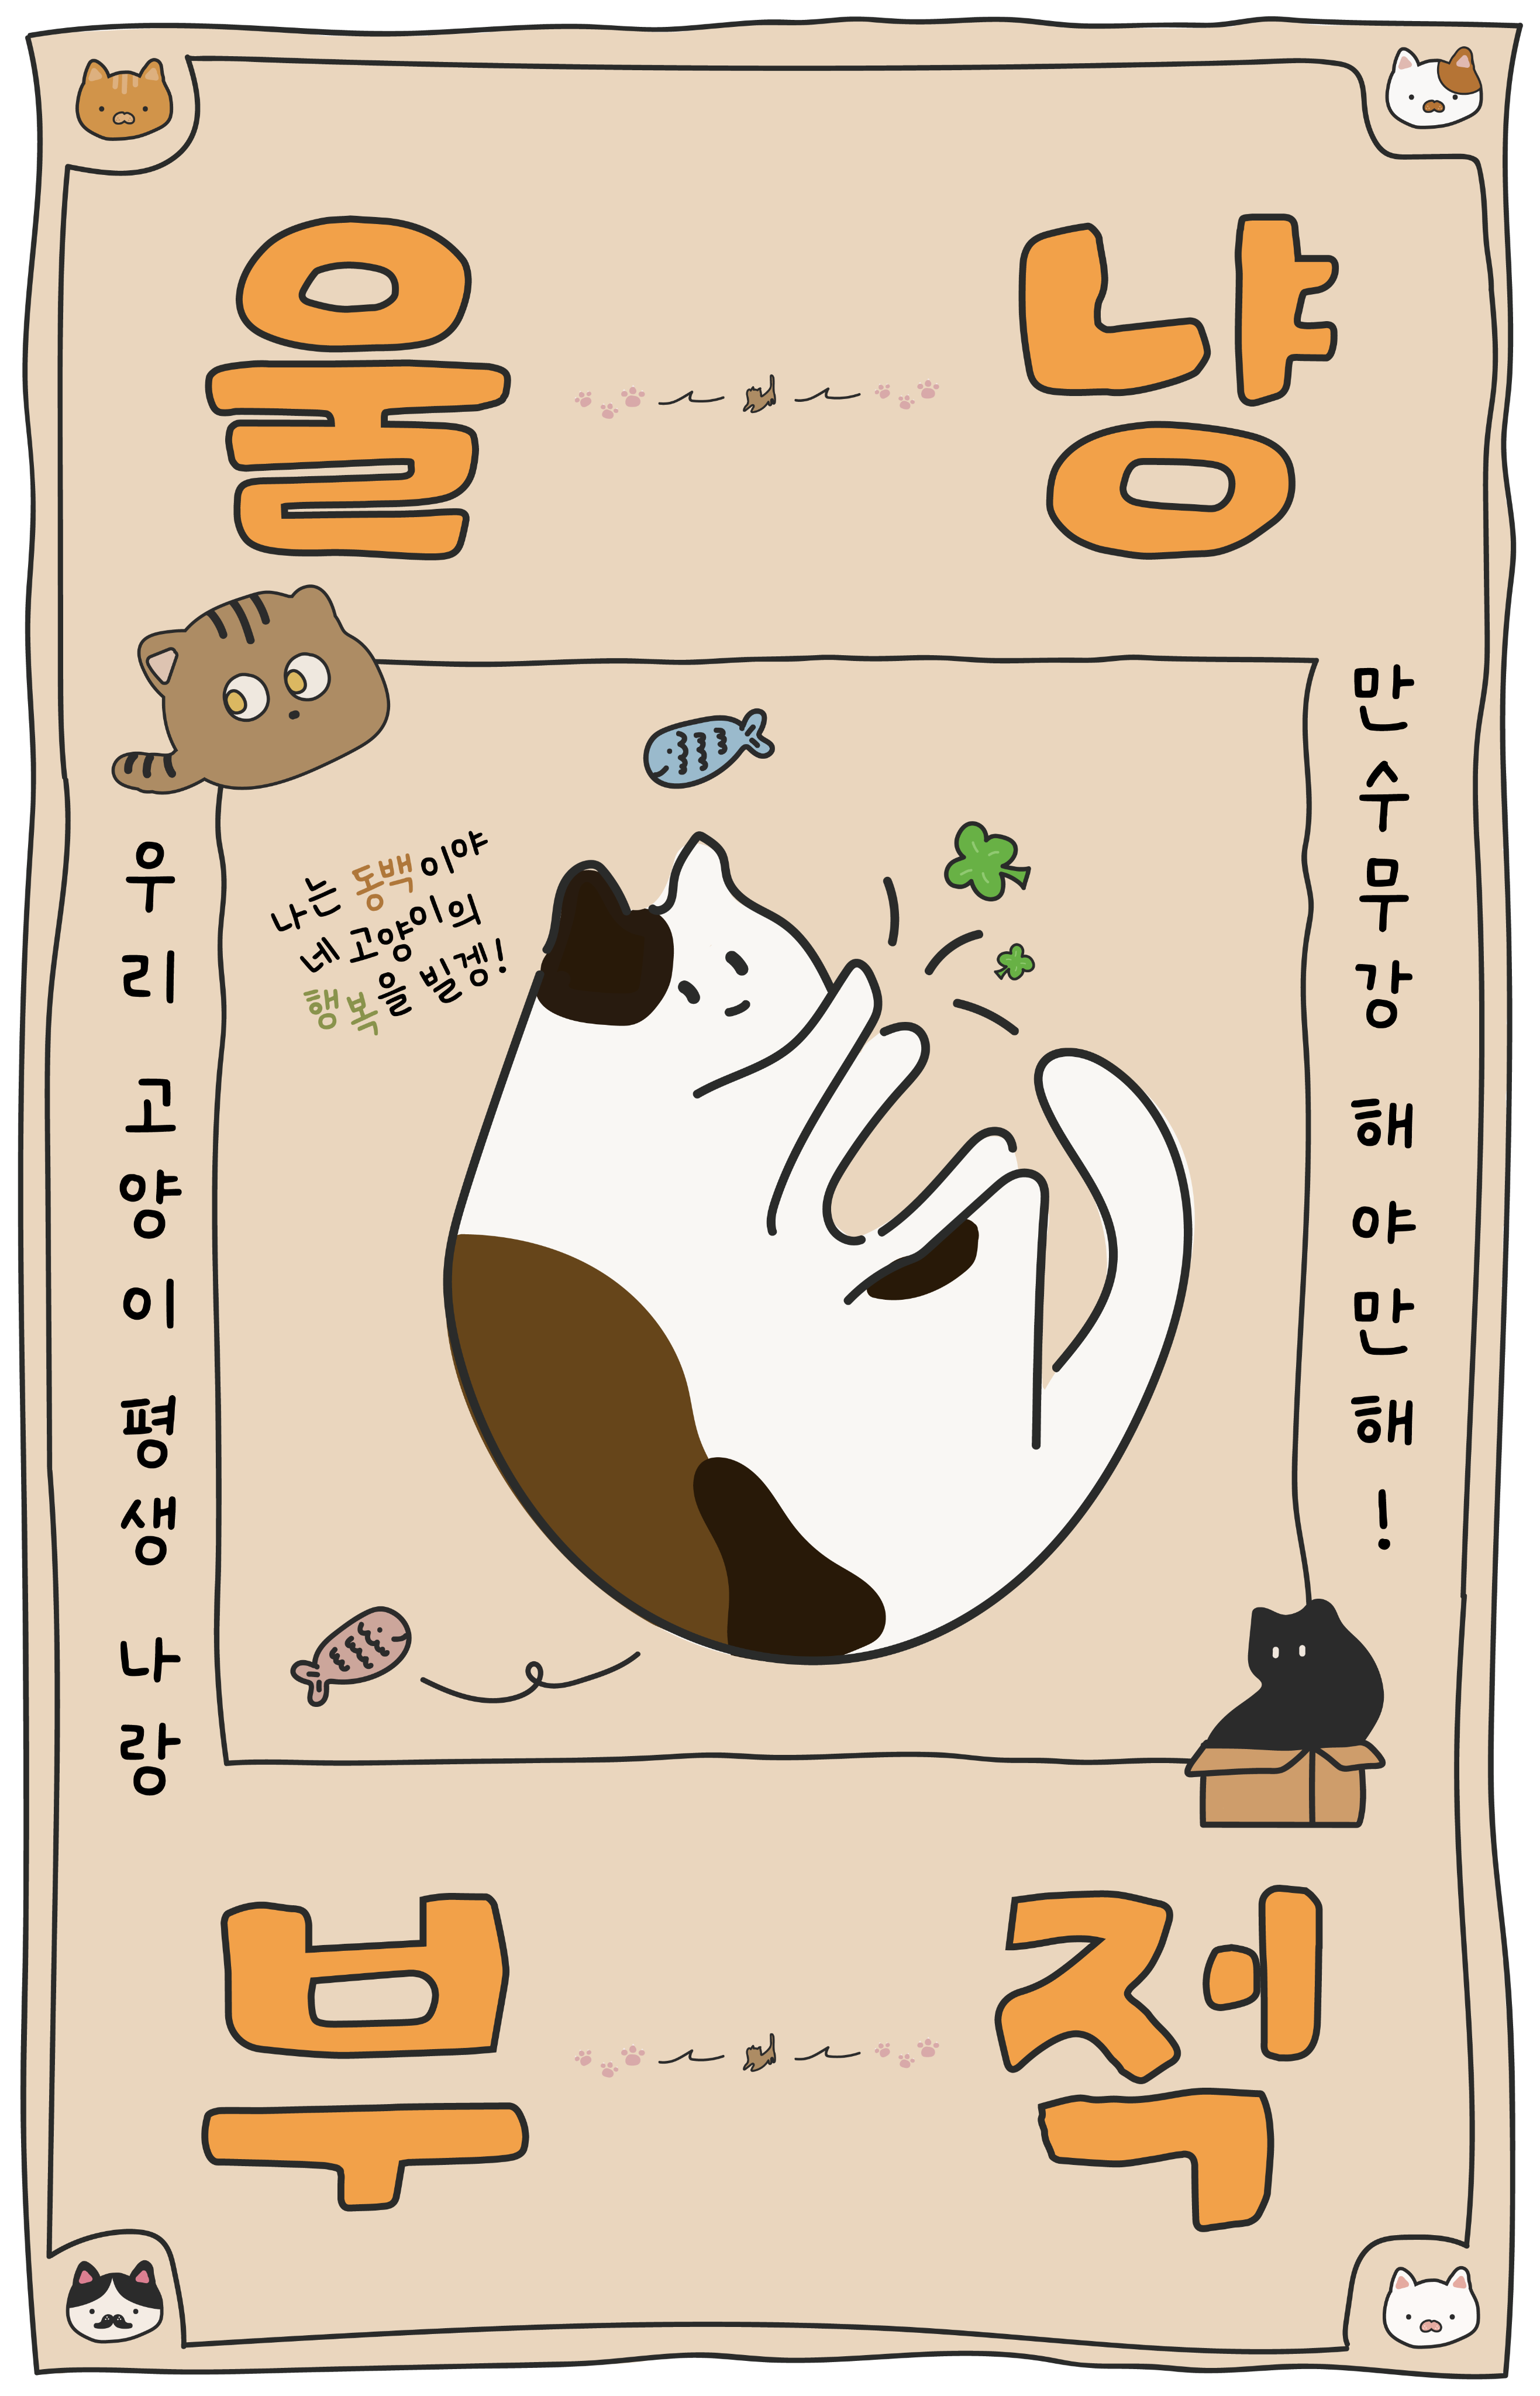 울냥
우리 고양이 평생 나랑
만수무강 해야만해!
나는 동백이야
네 고양이의
행복을 빌겡!
부적